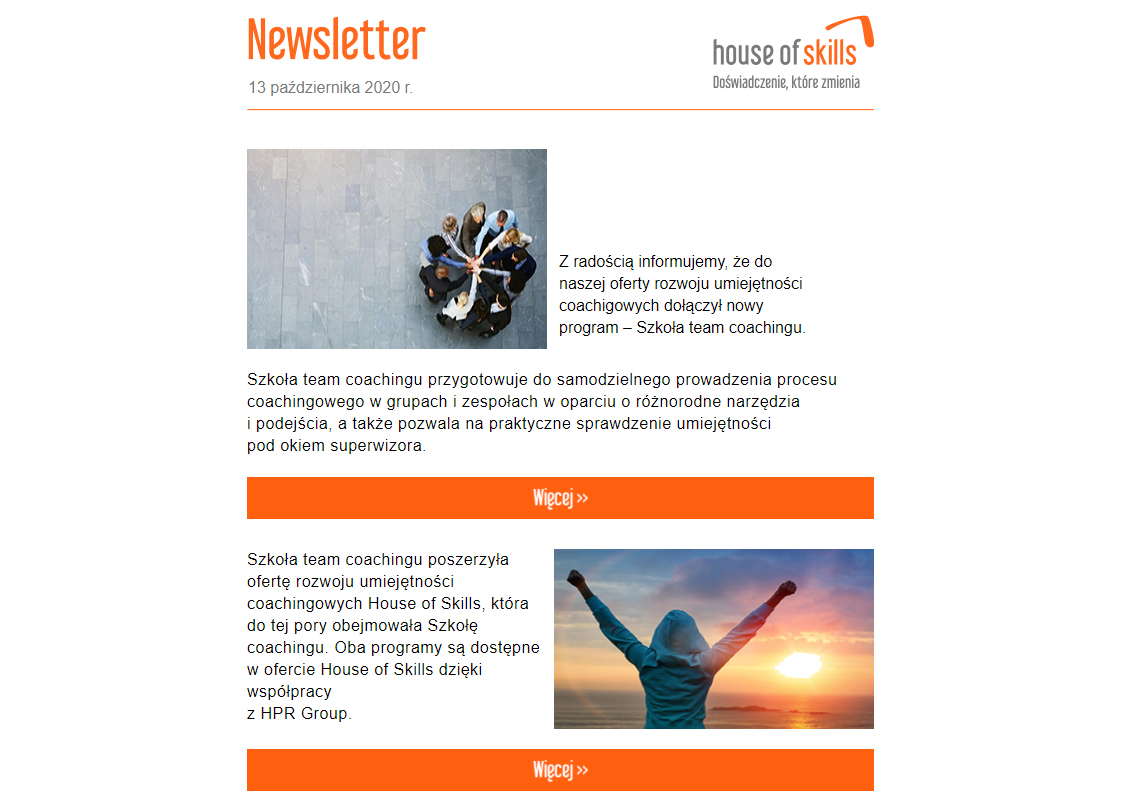 Newsletter
13 października 2020 r.
house of skills
Doświadczenie, które zmienia
Z radością informujemy, że do
naszej oferty rozwoju umiejętności
coachigowych dołączył nowy
program – Szkoła team coachingu.
Szkoła team coachingu przygotowuje do samodzielnego prowadzenia procesu
coachingowego w grupach i zespołach w oparciu o różnorodne narzędzia
i podejścia, a także pozwala na praktyczne sprawdzenie umiejętności
pod okiem superwizora.
Więcej >>
Szkoła team coachingu poszerzyła
ofertę rozwoju umiejętności
coachingowych House of Skills, która
do tej pory obejmowała Szkołę
coachingu. Oba programy są dostępne
w ofercie House of Skills dzięki
współpracy
z HPR Group.
Więcej >>